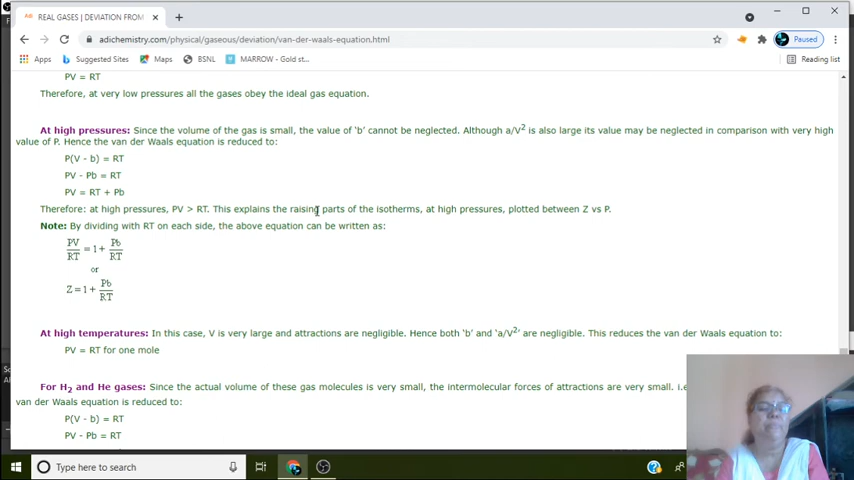 REAL GASES | DEVIATION FROM
adichemistry.com/physical/gaseous/deviation/van-der-waals-equation.html
Paused
Apps Suggested Sites Maps BSNL MARROW - Gold st...
Reading list
PV = RT
Therefore, at very low pressures all the gases obey the ideal gas equation.
At high pressures: Since the volume of the gas is small, the value of 'b' cannot be neglected. Although a/V² is also large its value may be neglected in comparison with very high
value of P. Hence the van der Waals equation is reduced to:
P(V - b) = RT
PV - Pb = RT
PV = RT + Pb
Therefore: at high pressures, PV > RT. This explains the raising parts of the isotherms, at high pressures, plotted between Z vs P.
Note: By dividing with RT on each side, the above equation can be written as:
PV/RT = 1 + Pb/RT
or
Z = 1 + Pb/RT
At high temperatures: In this case, V is very large and attractions are negligible. Hence both 'b' and 'a/V²' are negligible. This reduces the van der Waals equation to:
PV = RT for one mole
For H₂ and He gases: Since the actual volume of these gas molecules is very small, the intermolecular forces of attractions are very small. i.e
van der Waals equation is reduced to:
P(V - b) = RT
PV - Pb = RT
Type here to search